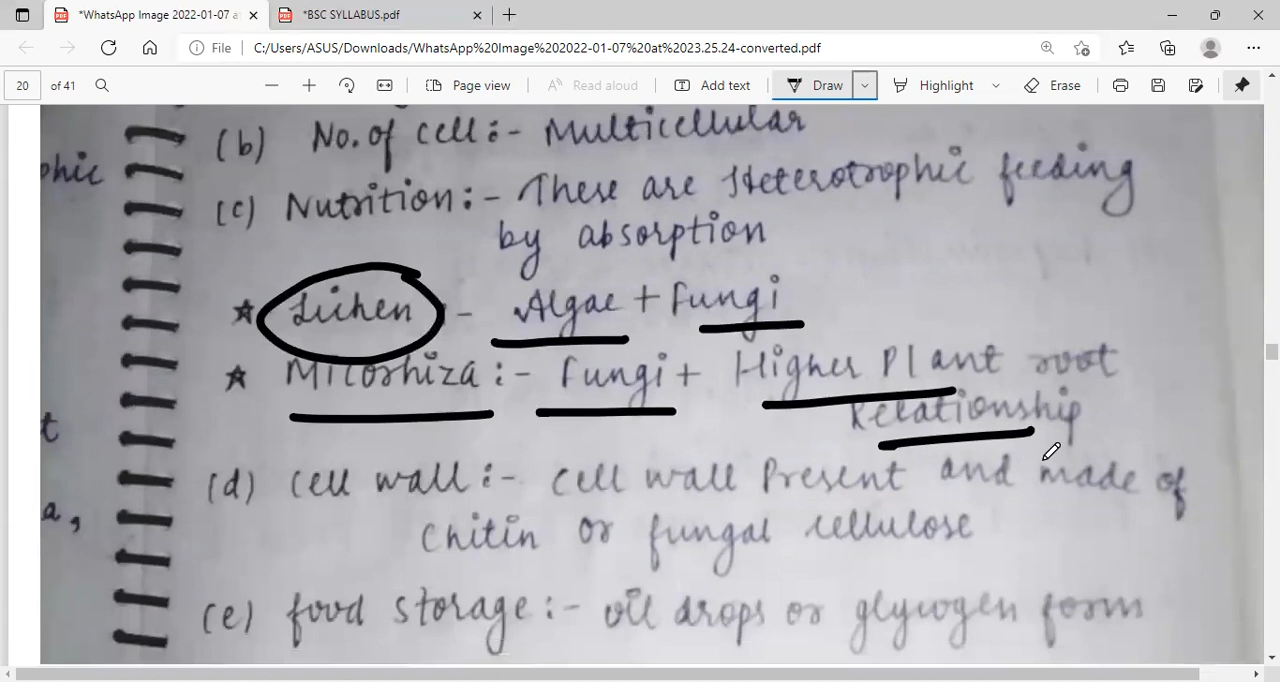 *WhatsApp Image 2022-01-07 a
*BSC SYLLABUS.pdf
File C:/Users/ASUS/Downloads/WhatsApp%20Image%202022-01-07%20at%2023.25.24-converted.pdf
20 of 41 Page view Read aloud Add text Draw Highlight Erase
(b) No. of cell :- Multicellular
phic
(c) Nutrition :- These are Heterotrophic feeding
by absorption
Lichen - Algae + Fungi
Micorhiza :- Fungi + Higher Plant root
Relationship
t
(d) Cell wall :- Cell wall Present and made of
a,
Chitin or fungal cellulose
(e) food storage :- oil drops or glycogen form